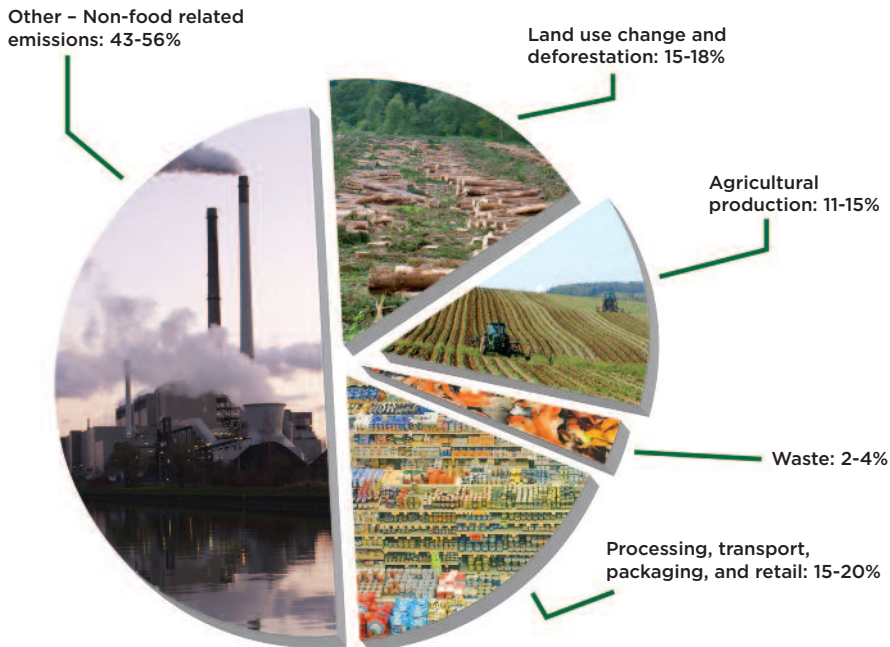 Other – Non-food related
emissions: 43-56%
Land use change and
deforestation: 15-18%
Agricultural
production: 11-15%
Waste: 2-4%
Processing, transport,
packaging, and retail: 15-20%